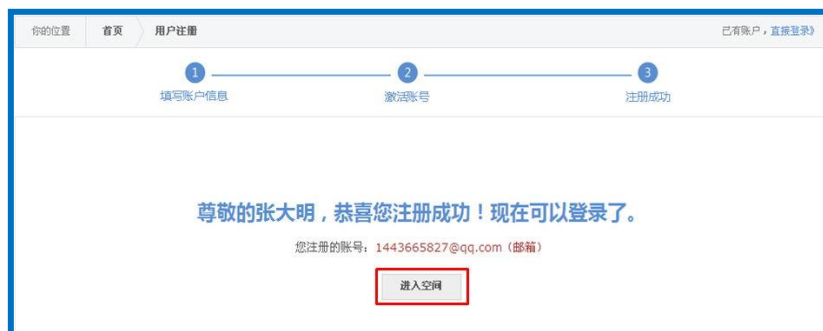 你的位置 首页 用户注册 已有账户，直接登录》
1 2 3
填写账户信息 激活账号 注册成功
尊敬的张大明，恭喜您注册成功！现在可以登录了。
您注册的账号：1443665827@qq.com（邮箱）
进入空间